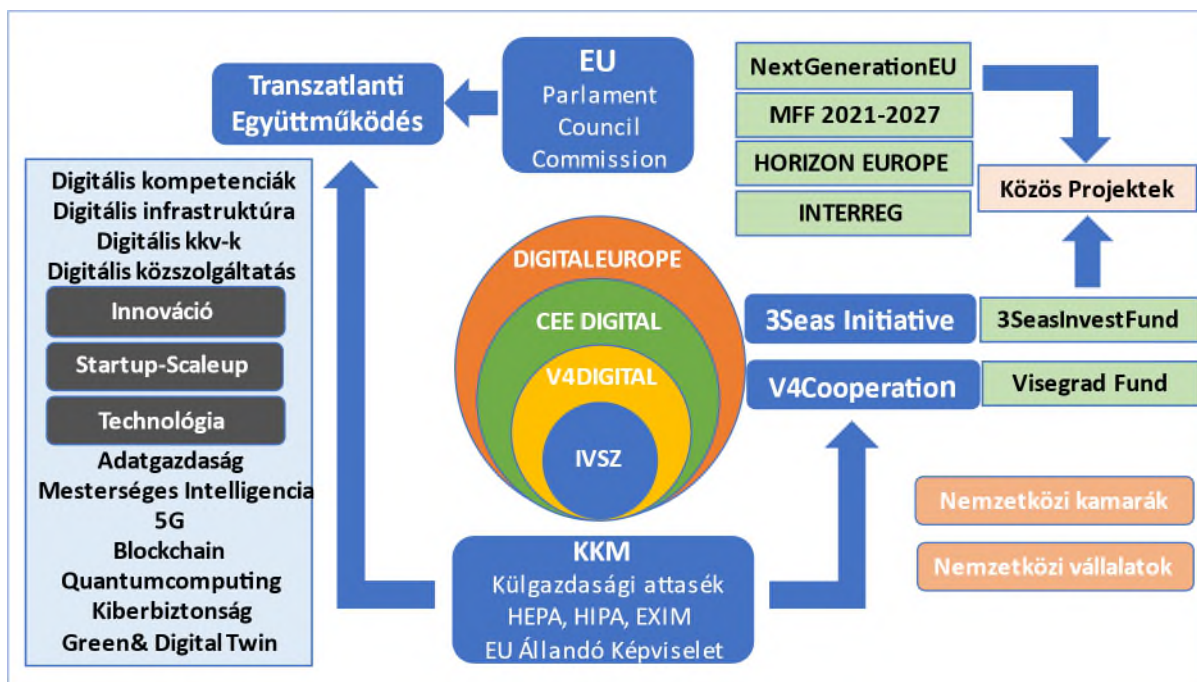 Transzatlanti
Együttműködés
EU
Parlament
Council
Commission
NextGenerationEU
MFF 2021-2027
HORIZON EUROPE
INTERREG
Közös Projektek
Digitális kompetenciák
Digitális infrastruktúra
Digitális kkv-k
Digitális közszolgáltatás
Innováció
Startup-Scaleup
Technológia
Adatgazdaság
Mesterséges Intelligencia
5G
Blockchain
Quantumcomputing
Kiberbiztonság
Green& Digital Twin
DIGITALEUROPE
CEE DIGITAL
V4DIGITAL
IVSZ
3Seas Initiative
3SeasInvestFund
V4Cooperation
Visegrad Fund
KKM
Külgazdasági attasék
HEPA, HIPA, EXIM
EU Állandó Képviselet
Nemzetközi kamarák
Nemzetközi vállalatok